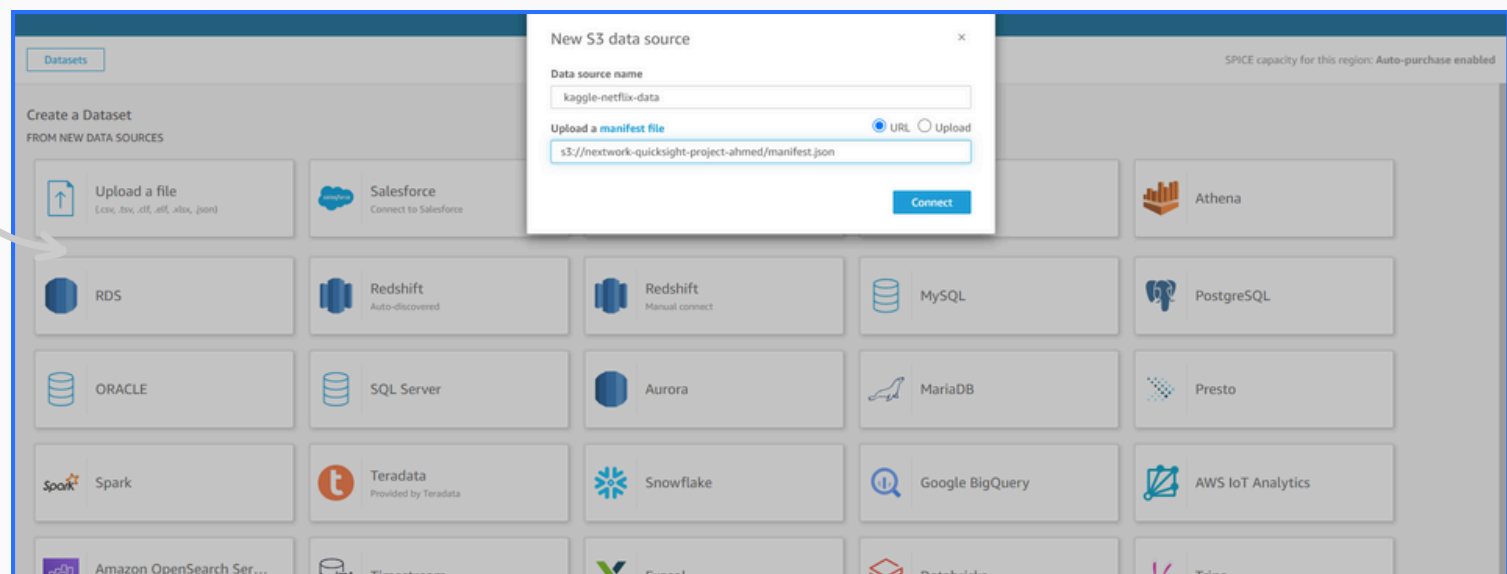 New S3 data source
×
Datasets
SPICE capacity for this region: Auto-purchase enabled
Data source name
kaggle-netflix-data
Upload a manifest file
URL
Upload
s3://nextwork-quicksight-project-ahmed/manifest.json
Connect
Create a Dataset
FROM NEW DATA SOURCES
Upload a file
(.csv, .tsv, .clf, .elf, .xlsx, .json)
salesforce
Salesforce
Connect to Salesforce
Athena
RDS
Redshift
Auto-discovered
Redshift
Manual connect
MySQL
PostgreSQL
ORACLE
SQL Server
Aurora
MariaDB
Presto
Spark
Spark
Teradata
Provided by Teradata
Snowflake
Google BigQuery
AWS IoT Analytics
Amazon OpenSearch Ser...